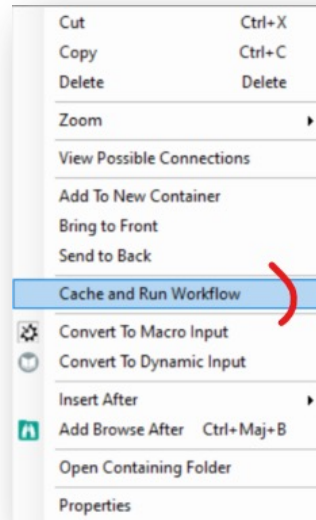 Cut Ctrl+X
Copy Ctrl+C
Delete Delete
Zoom
View Possible Connections
Add To New Container
Bring to Front
Send to Back
Cache and Run Workflow
Convert To Macro Input
Convert To Dynamic Input
Insert After
Add Browse After Ctrl+Maj+B
Open Containing Folder
Properties